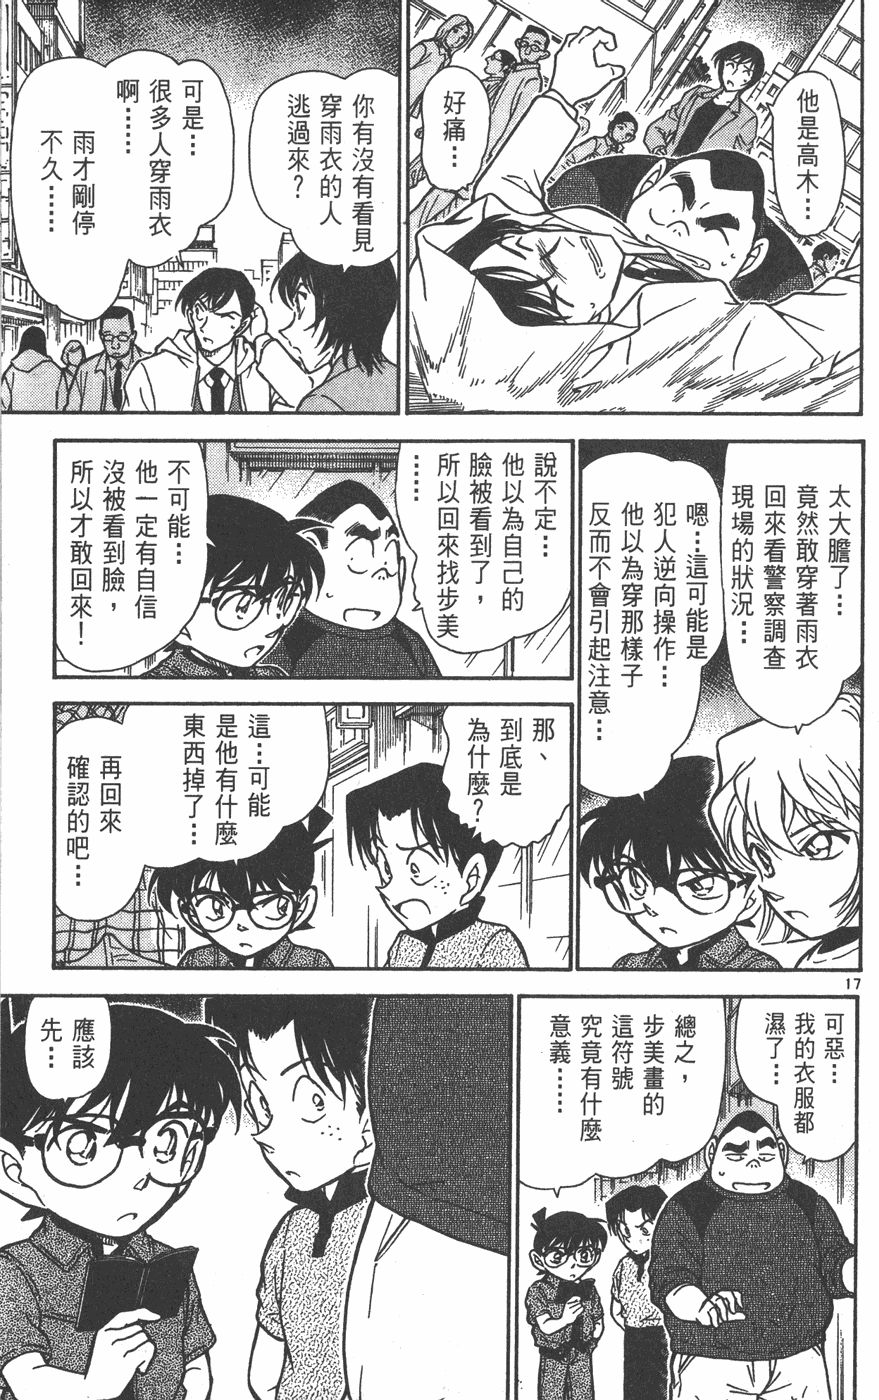 他是高木…
好痛…
你有沒有看見
穿雨衣的人
逃過來?
可是…
很多人穿雨衣
啊……
雨才剛停
不久……
太大膽了…
竟然敢穿著雨衣
回來看警察調查
現場的狀況…
嗯…這可能是
犯人逆向操作…
他以為穿那樣子
反而不會引起注意…
說不定…
他以為自己的
臉被看到了,
所以回來找步美
……
不可能…
他一定有自信
沒被看到臉,
所以才敢回來!
那、
到底是
為什麼?
這…可能
是他有什麼
東西掉了…
再回來
確認的吧…
17
可惡…
我的衣服都
濕了…
總之,
步美畫的
這符號
究竟有什麼
意義……
應該
先…